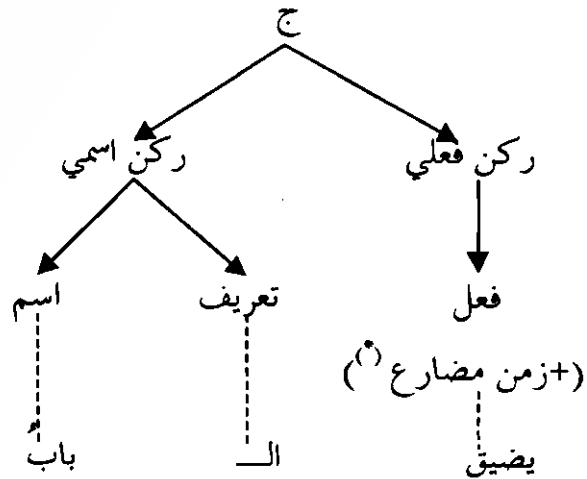 ج
ركن فعلي ركن اسمي
فعل تعريف اسم
(+زمن مضارع (*))
يضيق الـ بابٌ